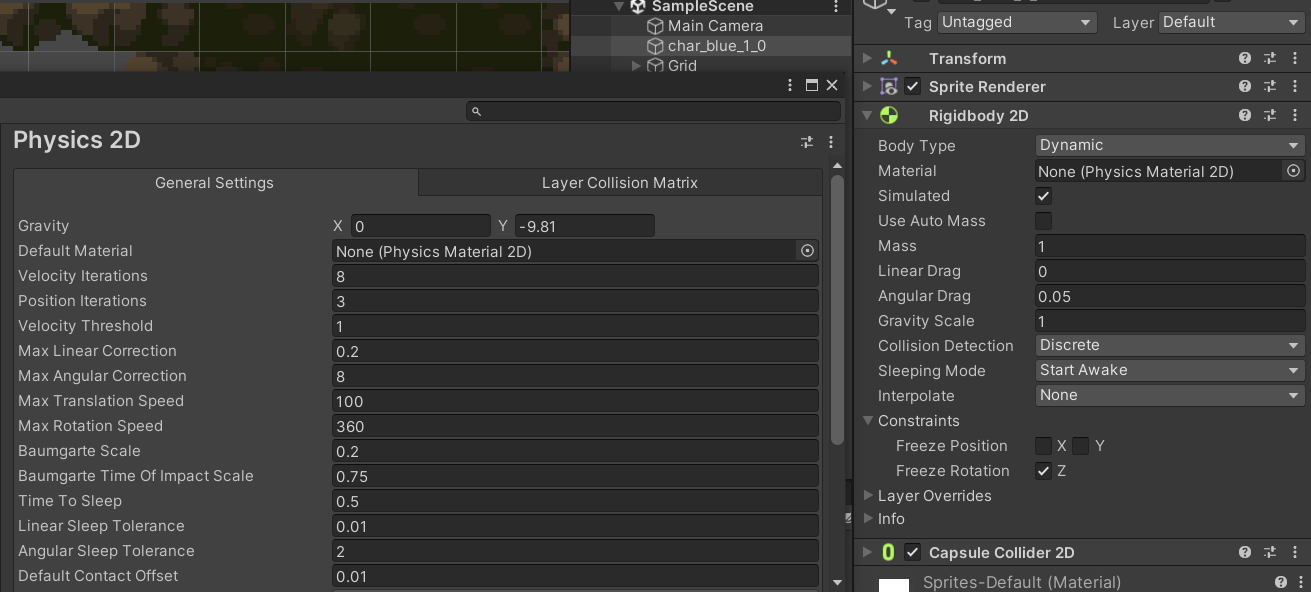 SampleScene
Main Camera
char_blue_1_0
Grid
Physics 2D
General Settings
Layer Collision Matrix
Gravity X 0 Y -9.81
Default Material None (Physics Material 2D)
Velocity Iterations 8
Position Iterations 3
Velocity Threshold 1
Max Linear Correction 0.2
Max Angular Correction 8
Max Translation Speed 100
Max Rotation Speed 360
Baumgarte Scale 0.2
Baumgarte Time Of Impact Scale 0.75
Time To Sleep 0.5
Linear Sleep Tolerance 0.01
Angular Sleep Tolerance 2
Default Contact Offset 0.01
Tag Untagged Layer Default
Transform
Sprite Renderer
Rigidbody 2D
Body Type Dynamic
Material None (Physics Material 2D)
Simulated
Use Auto Mass
Mass 1
Linear Drag 0
Angular Drag 0.05
Gravity Scale 1
Collision Detection Discrete
Sleeping Mode Start Awake
Interpolate None
Constraints
Freeze Position X Y
Freeze Rotation Z
Layer Overrides
Info
Capsule Collider 2D
Sprites-Default (Material)